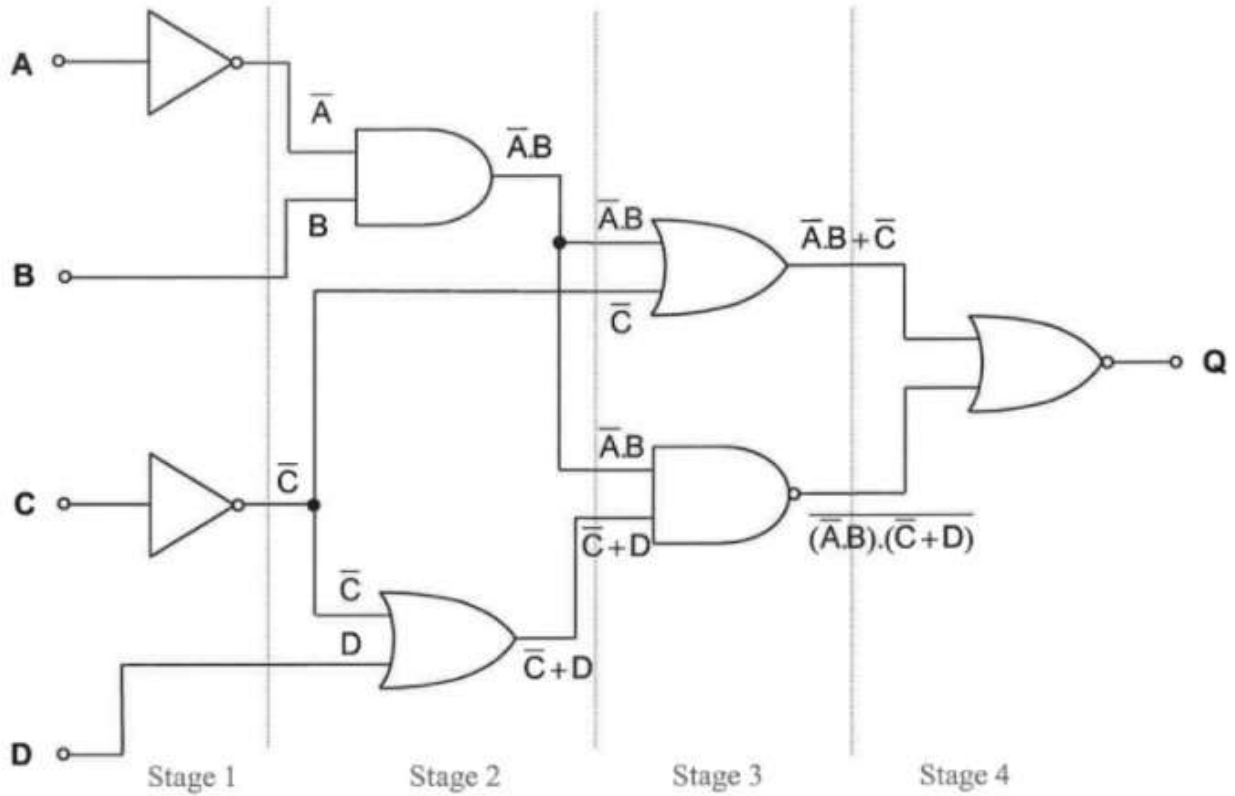 A
A̅
A̅.B
B
A̅.B
A̅.B + C̅
B
C̅
Q
A̅.B
C
C̅
C̅ + D
(A̅.B).(C̅ + D)̅
C̅
D
C̅ + D
D
Stage 1
Stage 2
Stage 3
Stage 4